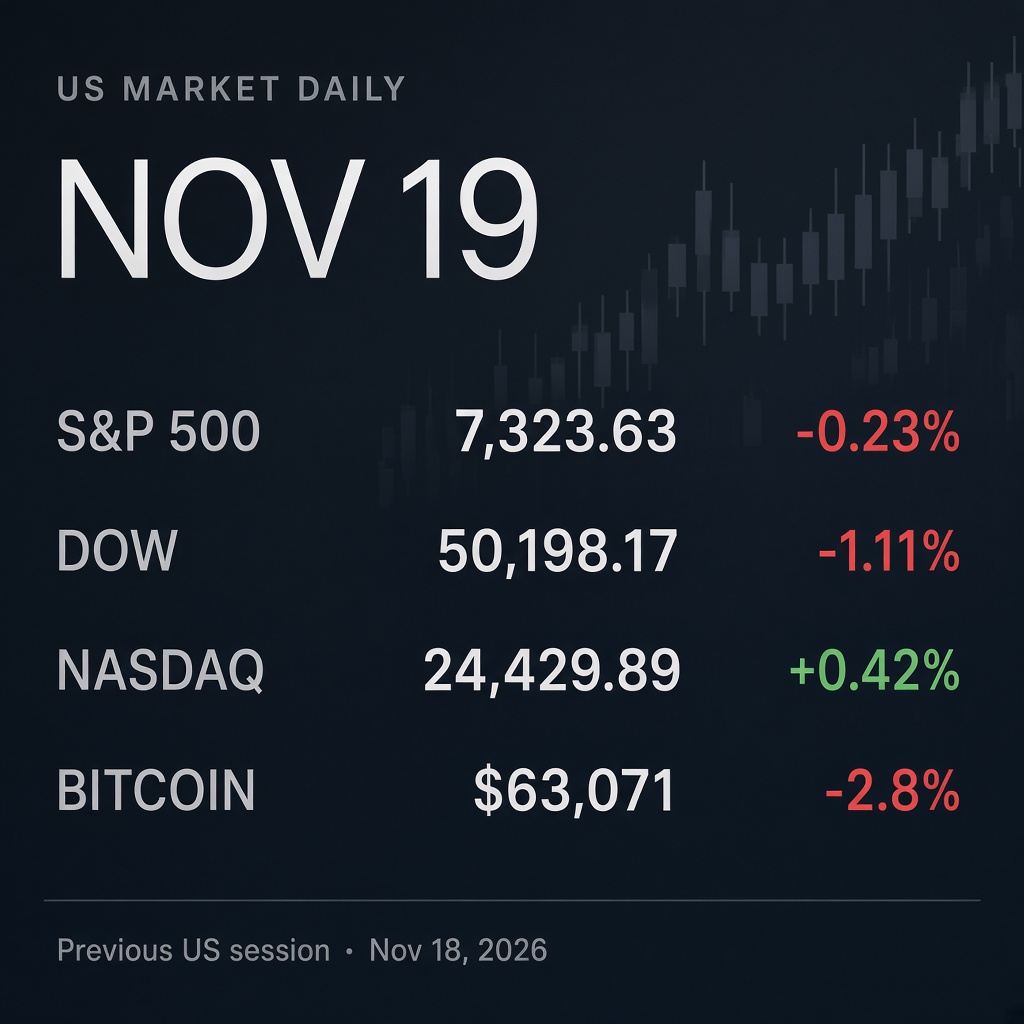 US MARKET DAILY
NOV 19
S&P 500 7,323.63 -0.23%
DOW 50,198.17 -1.11%
NASDAQ 24,429.89 +0.42%
BITCOIN $63,071 -2.8%
Previous US session • Nov 18, 2026